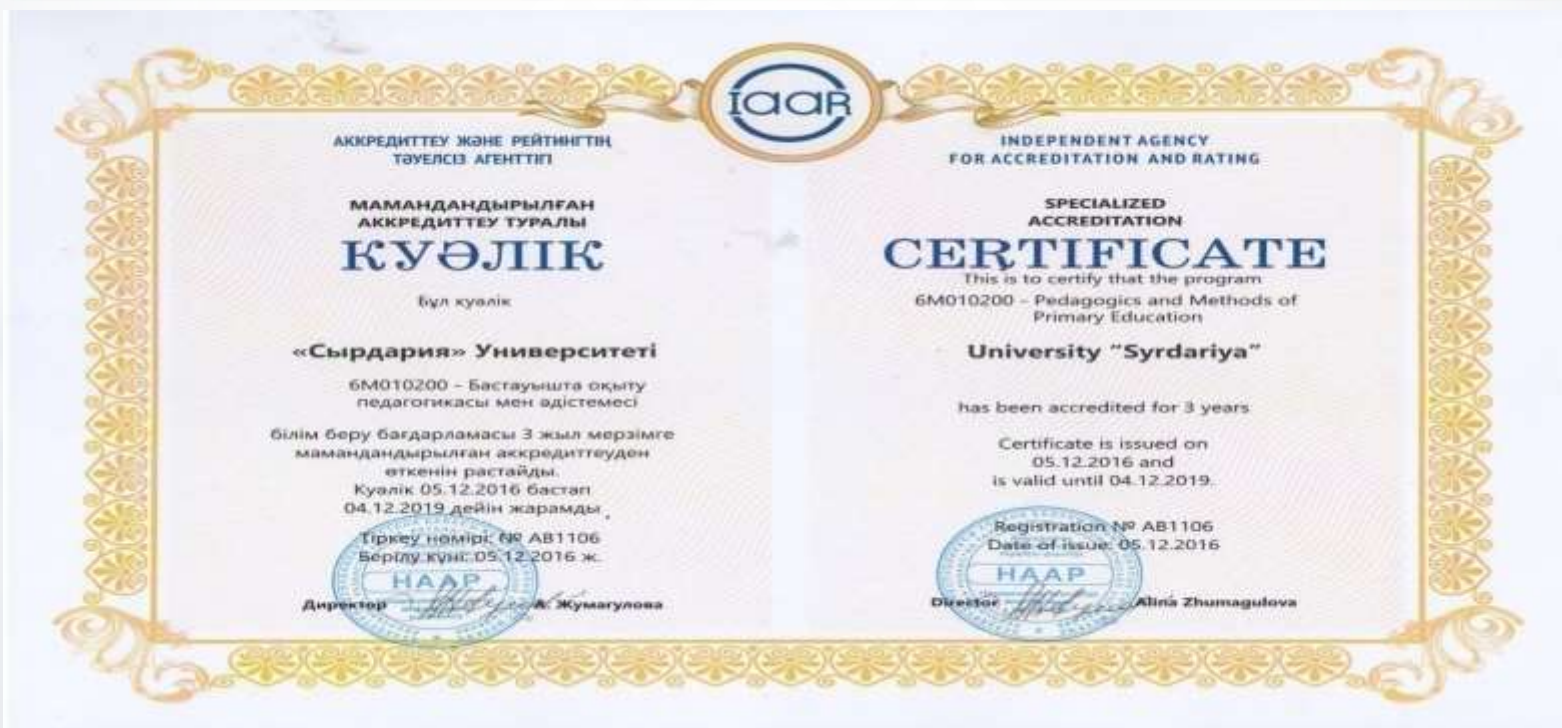 IAAR
АККРЕДИТТЕУ ЖӘНЕ РЕЙТИНГТІҢ
ТӘУЕЛСІЗ АГЕНТТІГІ
МАМАНДАНДЫРЫЛҒАН
АККРЕДИТТЕУ ТУРАЛЫ
КУӘЛІК
Бұл куәлік
«Сырдария» Университеті
6М010200 – Бастауышта оқыту
педагогикасы мен әдістемесі
білім беру бағдарламасы 3 жыл мерзімге
мамандандырылған аккредиттеуден
өткенін растайды.
Куәлік 05.12.2016 бастап
04.12.2019 дейін жарамды
Тіркеу нөмірі: № АВ1106
Берілу күні: 05.12.2016 ж.
НААР
Директор А. Жумагулова
INDEPENDENT AGENCY
FOR ACCREDITATION AND RATING
SPECIALIZED
ACCREDITATION
CERTIFICATE
This is to certify that the program
6M010200 – Pedagogics and Methods of
Primary Education
University “Syrdariya”
has been accredited for 3 years
Certificate is issued on
05.12.2016 and
is valid until 04.12.2019.
Registration № AB1106
Date of issue: 05.12.2016
НААР
Director Alina Zhumagulova